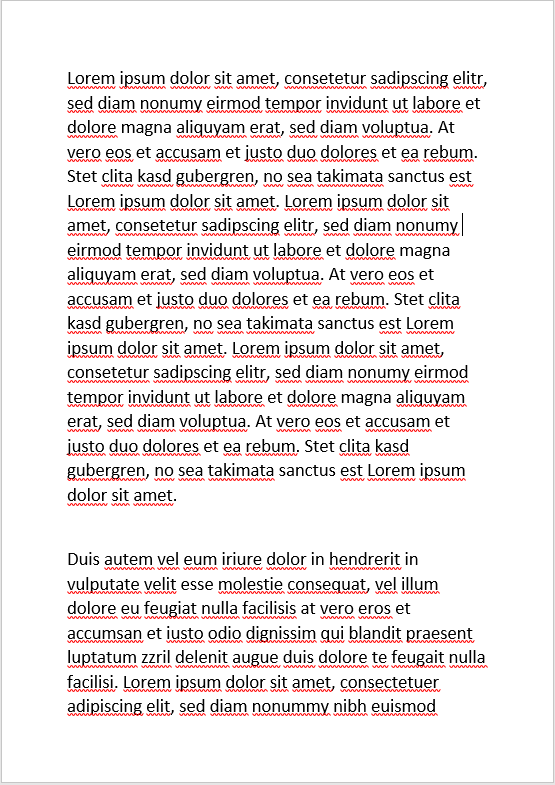 Lorem ipsum dolor sit amet, consetetur sadipscing elitr,
sed diam nonumy eirmod tempor invidunt ut labore et
dolore magna aliquyam erat, sed diam voluptua. At
vero eos et accusam et justo duo dolores et ea rebum.
Stet clita kasd gubergren, no sea takimata sanctus est
Lorem ipsum dolor sit amet. Lorem ipsum dolor sit
amet, consetetur sadipscing elitr, sed diam nonumy
eirmod tempor invidunt ut labore et dolore magna
aliquyam erat, sed diam voluptua. At vero eos et
accusam et justo duo dolores et ea rebum. Stet clita
kasd gubergren, no sea takimata sanctus est Lorem
ipsum dolor sit amet. Lorem ipsum dolor sit amet,
consetetur sadipscing elitr, sed diam nonumy eirmod
tempor invidunt ut labore et dolore magna aliquyam
erat, sed diam voluptua. At vero eos et accusam et
justo duo dolores et ea rebum. Stet clita kasd
gubergren, no sea takimata sanctus est Lorem ipsum
dolor sit amet.
Duis autem vel eum iriure dolor in hendrerit in
vulputate velit esse molestie consequat, vel illum
dolore eu feugiat nulla facilisis at vero eros et
accumsan et iusto odio dignissim qui blandit praesent
luptatum zzril delenit augue duis dolore te feugait nulla
facilisi. Lorem ipsum dolor sit amet, consectetuer
adipiscing elit, sed diam nonummy nibh euismod